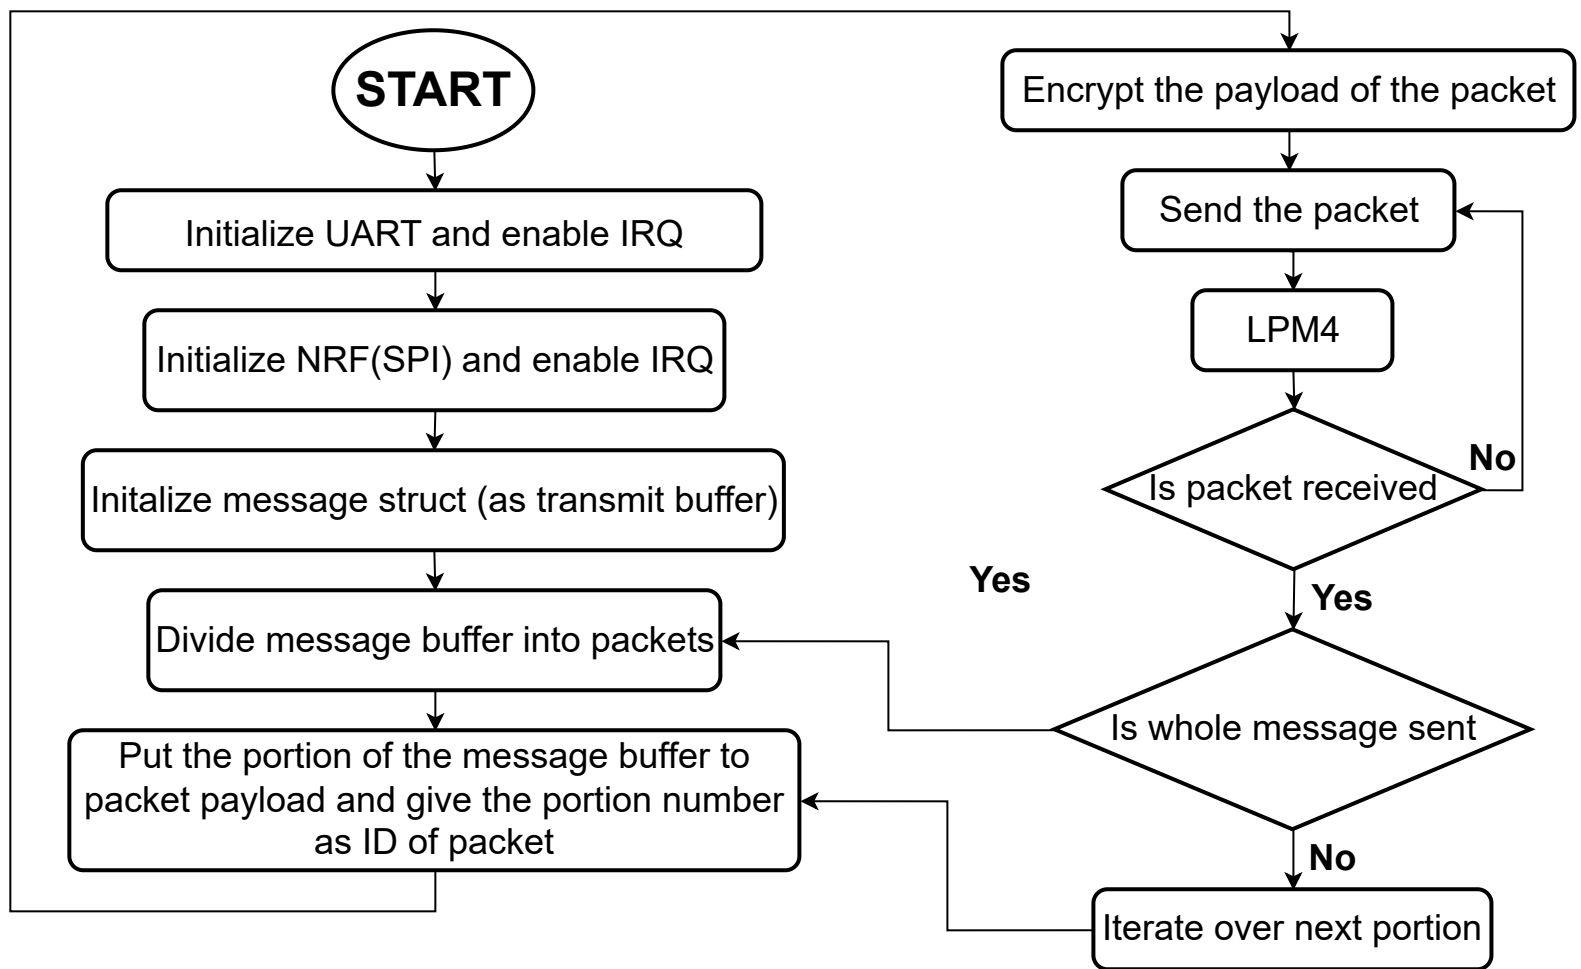 START
Initialize UART and enable IRQ
Initialize NRF(SPI) and enable IRQ
Initalize message struct (as transmit buffer)
Divide message buffer into packets
Put the portion of the message buffer to
packet payload and give the portion number
as ID of packet
Encrypt the payload of the packet
Send the packet
LPM4
Is packet received
No
Yes
Yes
Is whole message sent
No
Iterate over next portion